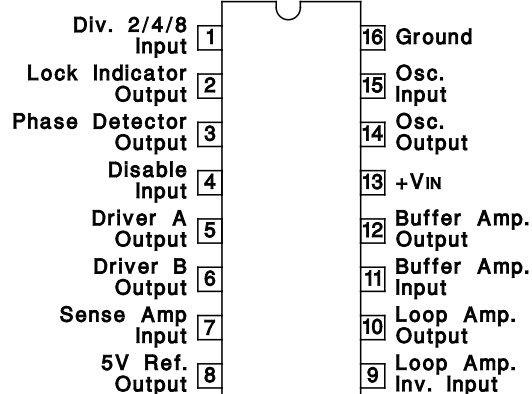 Div. 2/4/8
Input 1
Lock Indicator
Output 2
Phase Detector
Output 3
Disable
Input 4
Driver A
Output 5
Driver B
Output 6
Sense Amp
Input 7
5V Ref.
Output 8
16 Ground
15 Osc.
Input
14 Osc.
Output
13 +VIN
12 Buffer Amp.
Output
11 Buffer Amp.
Input
10 Loop Amp.
Output
9 Loop Amp.
Inv. Input